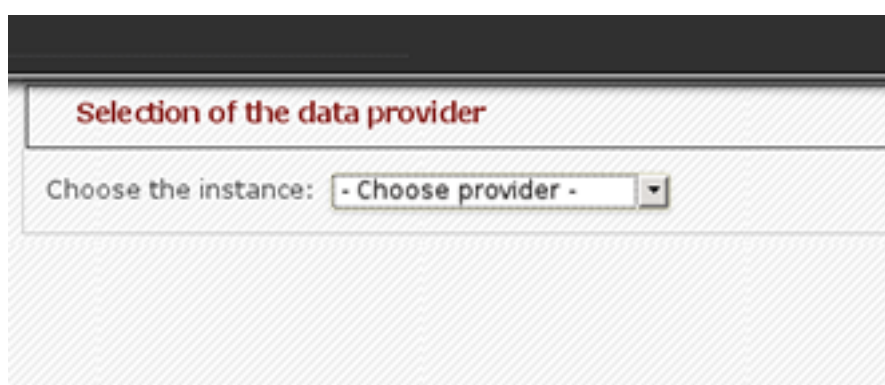 Selection of the data provider
Choose the instance: - Choose provider -